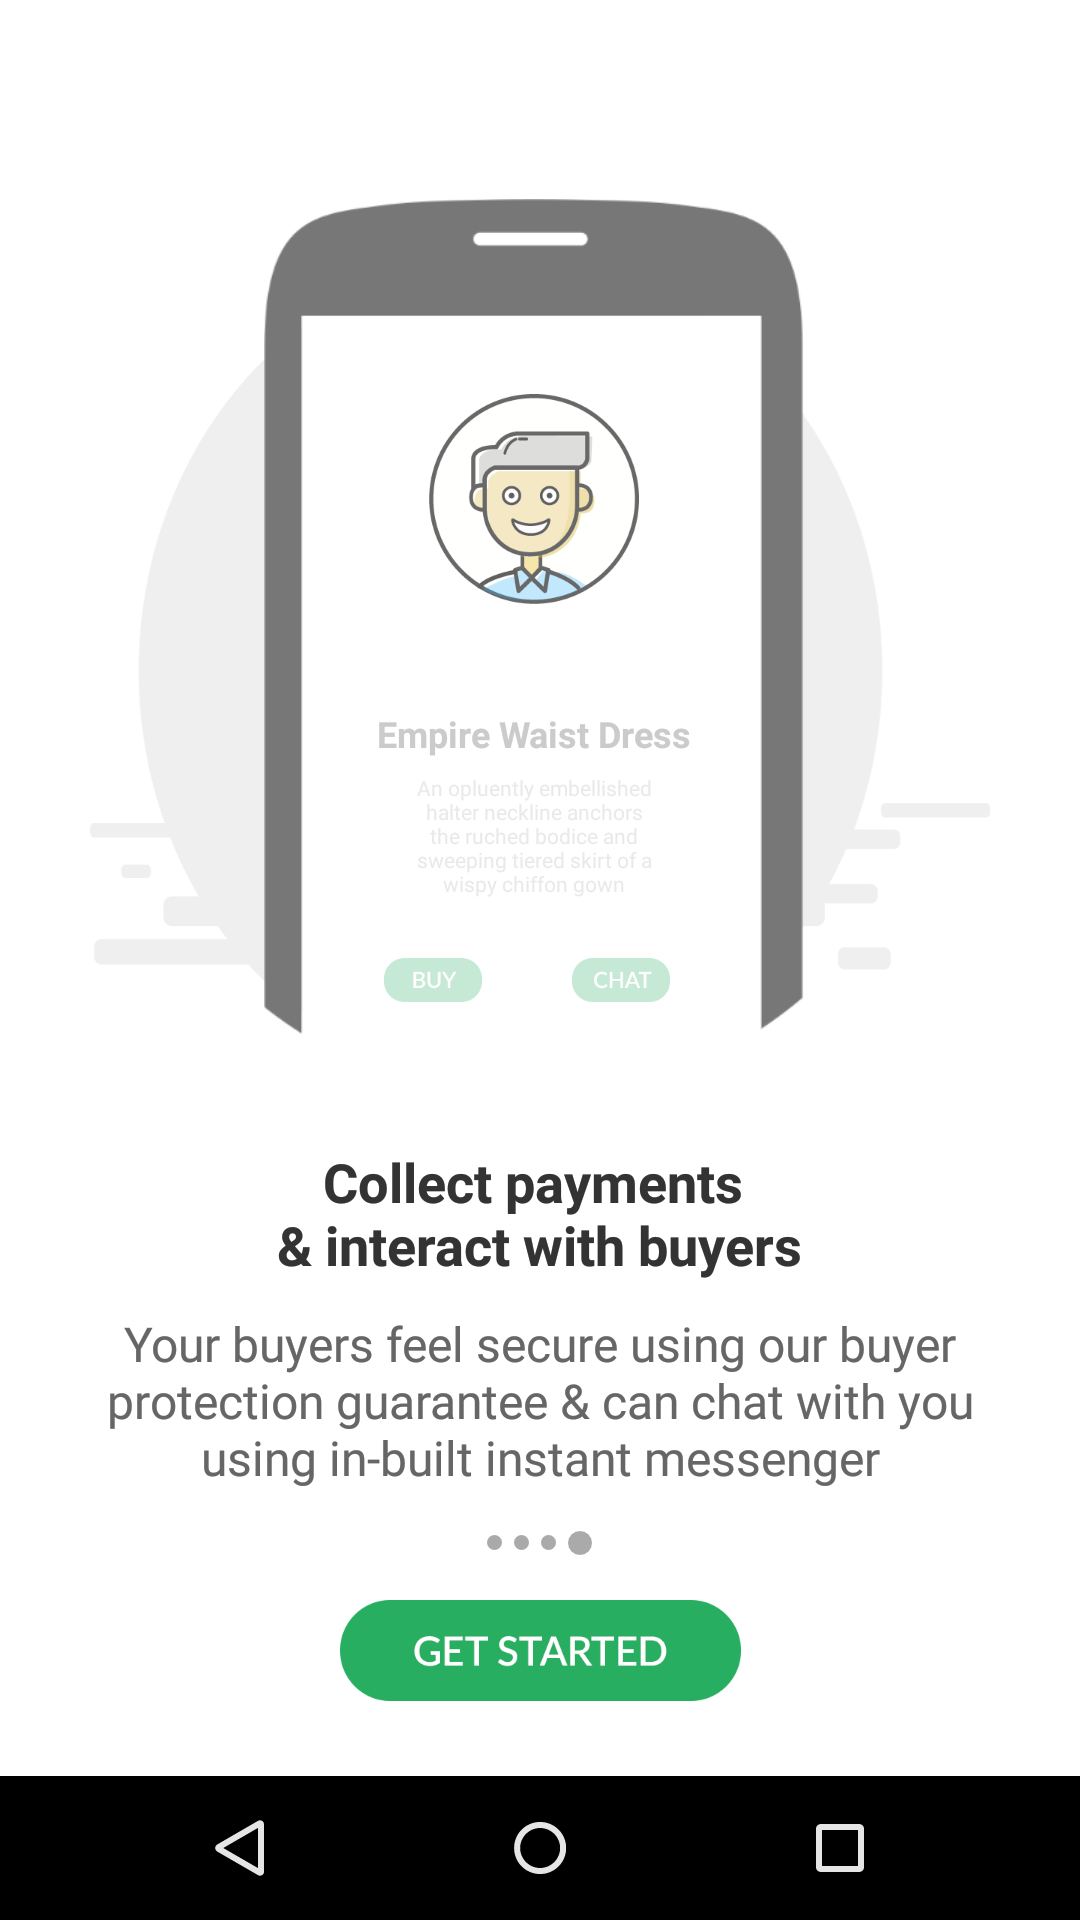 Empire Waist Dress
An opluently embellished
halter neckline anchors
the ruched bodice and
sweeping tiered skirt of a
wispy chiffon gown
BUY
CHAT
Collect payments
& interact with buyers
Your buyers feel secure using our buyer
protection guarantee & can chat with you
using in-built instant messenger
GET STARTED